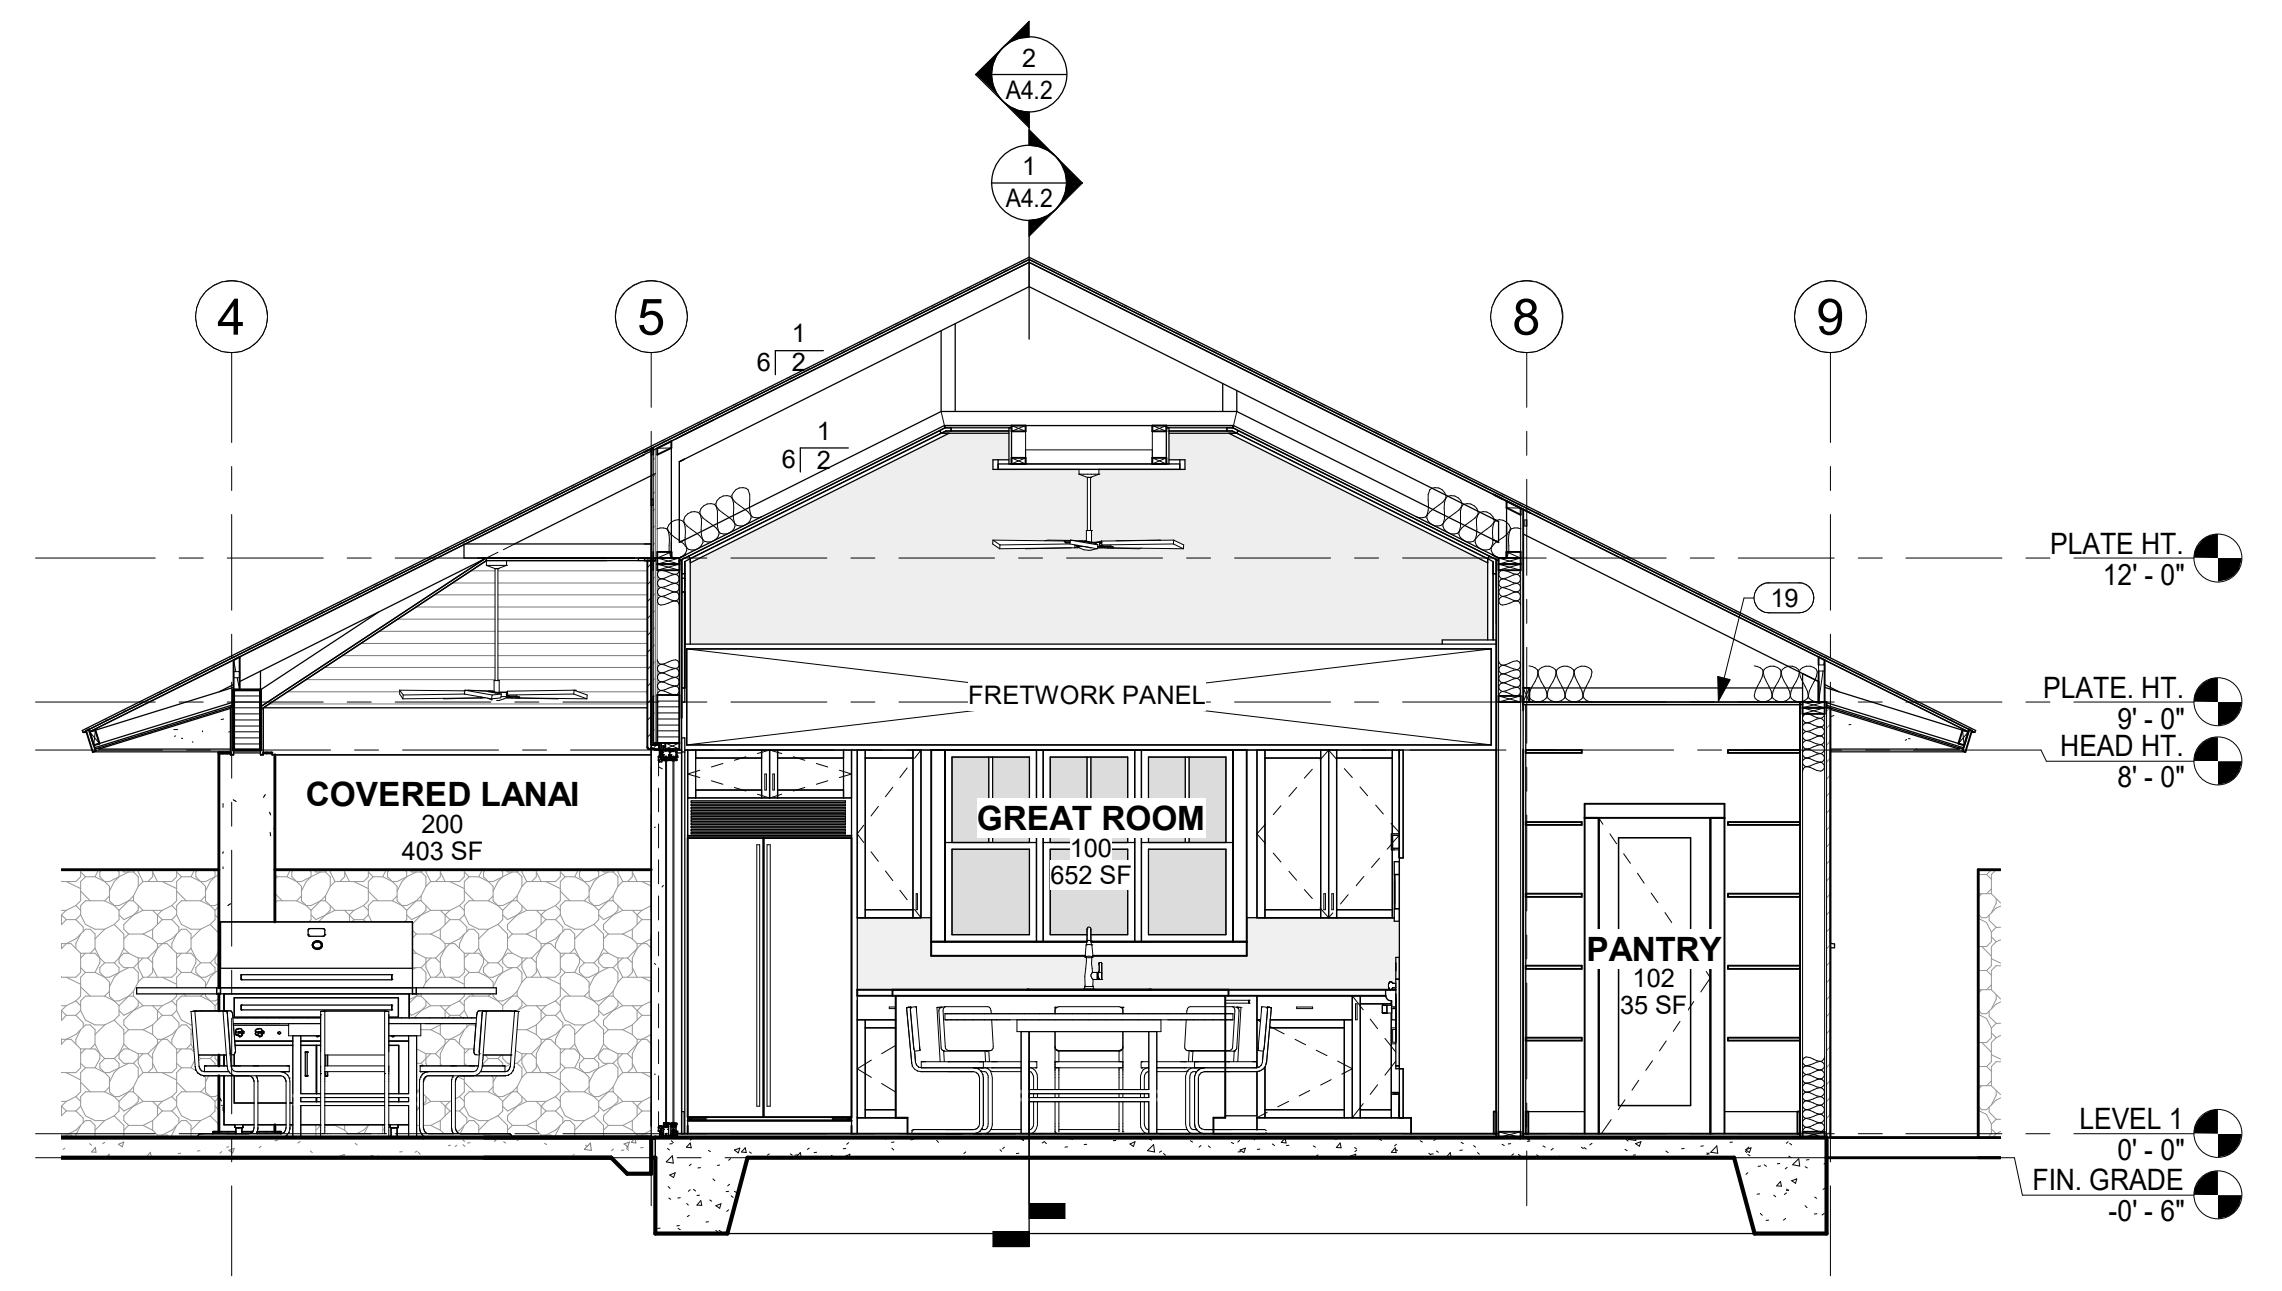 2
A4.2
1
A4.2
4
5
8
9
1
6 2
1
6 2
PLATE HT.
12' - 0"
19
PLATE. HT.
9' - 0"
FRETWORK PANEL
HEAD HT.
8' - 0"
COVERED LANAI
200
403 SF
GREAT ROOM
100
652 SF
PANTRY
102
35 SF
LEVEL 1
0' - 0"
FIN. GRADE
-0' - 6"